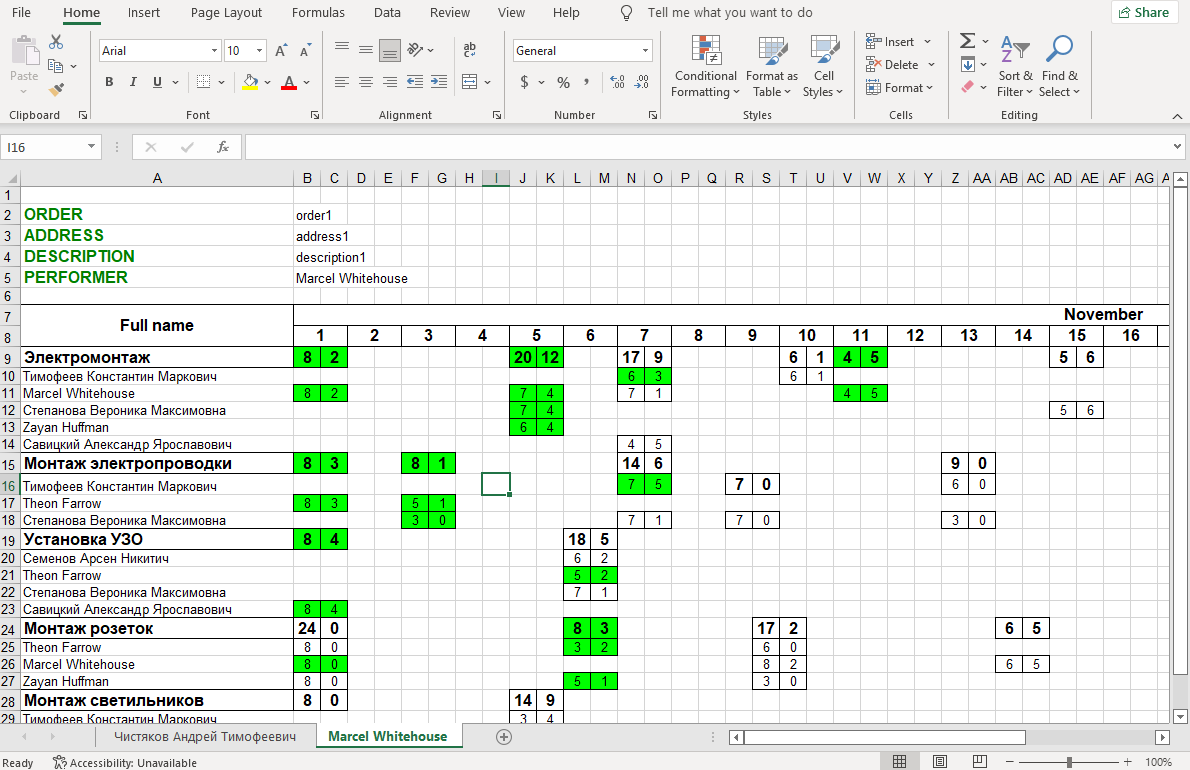 File Home Insert Page Layout Formulas Data Review View Help Tell me what you want to do Share
Paste Arial 10 General Insert
B I U $ % Conditional Formatting Format as Table Cell Styles Delete Sort & Filter Find & Select
Format
Clipboard Font Alignment Number Styles Cells Editing
I16 fx
A B C D E F G H I J K L M N O P Q R S T U V W X Y Z AA AB AC AD AE AF AG A
1
2 ORDER order1
3 ADDRESS address1
4 DESCRIPTION description1
5 PERFORMER Marcel Whitehouse
6
7 Full name November
8 1 2 3 4 5 6 7 8 9 10 11 12 13 14 15 16
9 Электромонтаж 8 2 20 12 17 9 6 1 4 5 5 6
10 Тимофеев Константин Маркович 6 3 6 1
11 Marcel Whitehouse 8 2 7 4 7 1 4 5
12 Степанова Вероника Максимовна 7 4 5 6
13 Zayan Huffman 6 4
14 Савицкий Александр Ярославович 4 5
15 Монтаж электропроводки 8 3 8 1 14 6 9 0
16 Тимофеев Константин Маркович 7 5 7 0 6 0
17 Theon Farrow 8 3 5 1
18 Степанова Вероника Максимовна 3 0 7 1 7 0 3 0
19 Установка УЗО 8 4 18 5
20 Семенов Арсен Никитич 6 2
21 Theon Farrow 5 2
22 Степанова Вероника Максимовна 7 1
23 Савицкий Александр Ярославович 8 4
24 Монтаж розеток 24 0 8 3 17 2 6 5
25 Theon Farrow 8 0 3 2 6 0
26 Marcel Whitehouse 8 0 8 2 6 5
27 Zayan Huffman 8 0 5 1 3 0
28 Монтаж светильников 8 0 14 9
29 Тимофеев Константин Маркович 3 4
Чистяков Андрей Тимофеевич Marcel Whitehouse
Ready Accessibility: Unavailable 100%